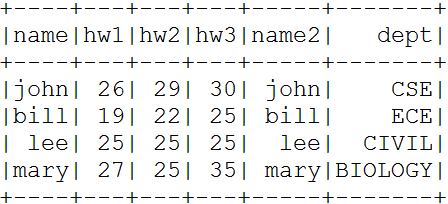 +----+---+---+---+-----+-------+
|name|hw1|hw2|hw3|name2|   dept|
+----+---+---+---+-----+-------+
|john| 26| 29| 30| john|    CSE|
|bill| 19| 22| 25| bill|    ECE|
| lee| 25| 25| 25|  lee|  CIVIL|
|mary| 27| 25| 35| mary|BIOLOGY|
+----+---+---+---+-----+-------+